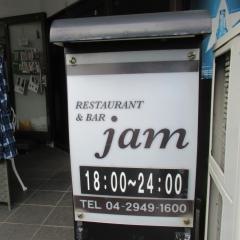 RESTAURANT
& BAR
jam
18:00~24:00
TEL 04-2949-1600